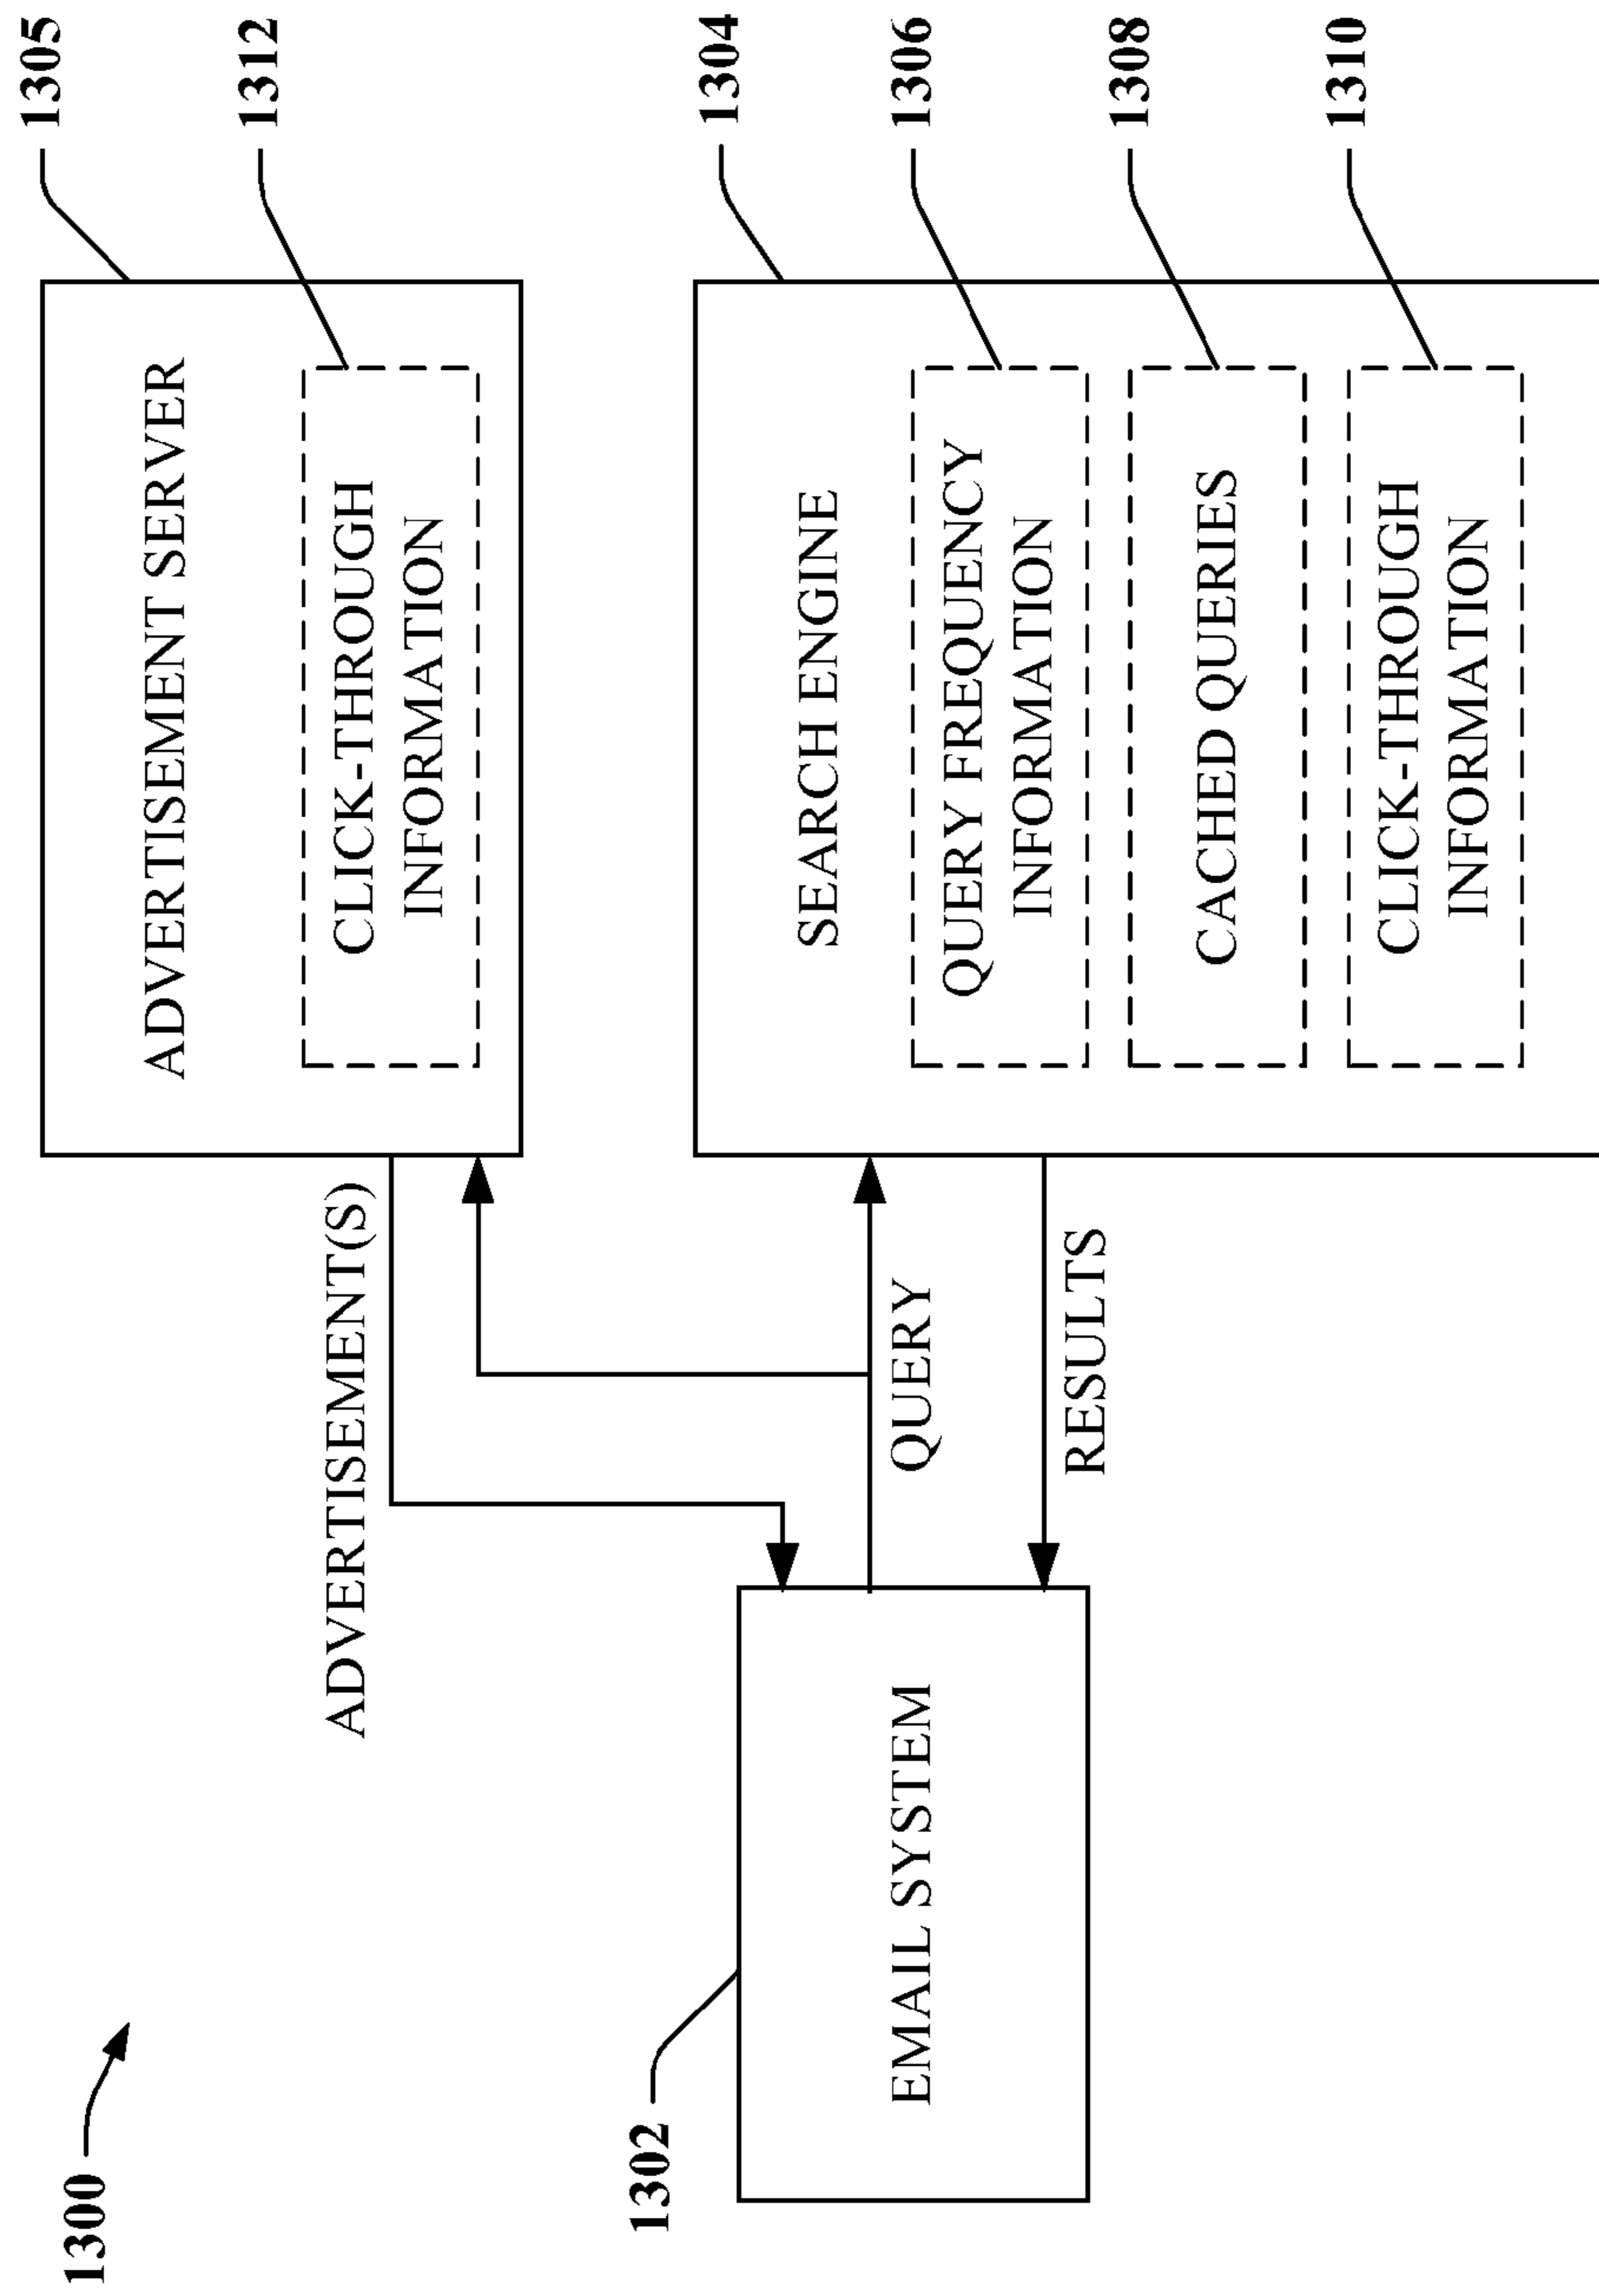 1300
1302
EMAIL SYSTEM
ADVERTISEMENT(S)
QUERY
RESULTS
ADVERTISEMENT SERVER
1305
CLICK-THROUGH
INFORMATION
1312
SEARCH ENGINE
1304
QUERY FREQUENCY
INFORMATION
1306
CACHED QUERIES
1308
CLICK-THROUGH
INFORMATION
1310